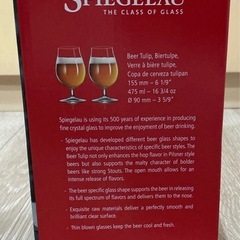 SPIEGELAU
THE CLASS OF GLASS
Beer Tulip, Biertulpe,
Verre à bière tulipe,
Copa de cerveza tulipan
155 mm – 6 1/9"
475 ml – 16 3/4 oz
Ø 90 mm – 3 5/9"
Spiegelau is using its 500 years of experience in producing
fine crystal glass to improve the enjoyment of beer drinking.
- Spiegelau has developed different beer glass shapes to
enjoy the unique characteristics of specific beer styles. The
Beer Tulip not only enhances the hop flavor in Pilsner style
beers but also supports the malty character of bolder
beers like strong Stouts. The open mouth allows for an
intense release of flavors.
- The beer specific glass shape supports the beer in releasing
its full spectrum of flavors and delivers them to the nose.
- Exquisite raw materials deliver a perfectly smooth and
brilliant clear surface.
- Thin blown glasses keep the beer cool and fresh.